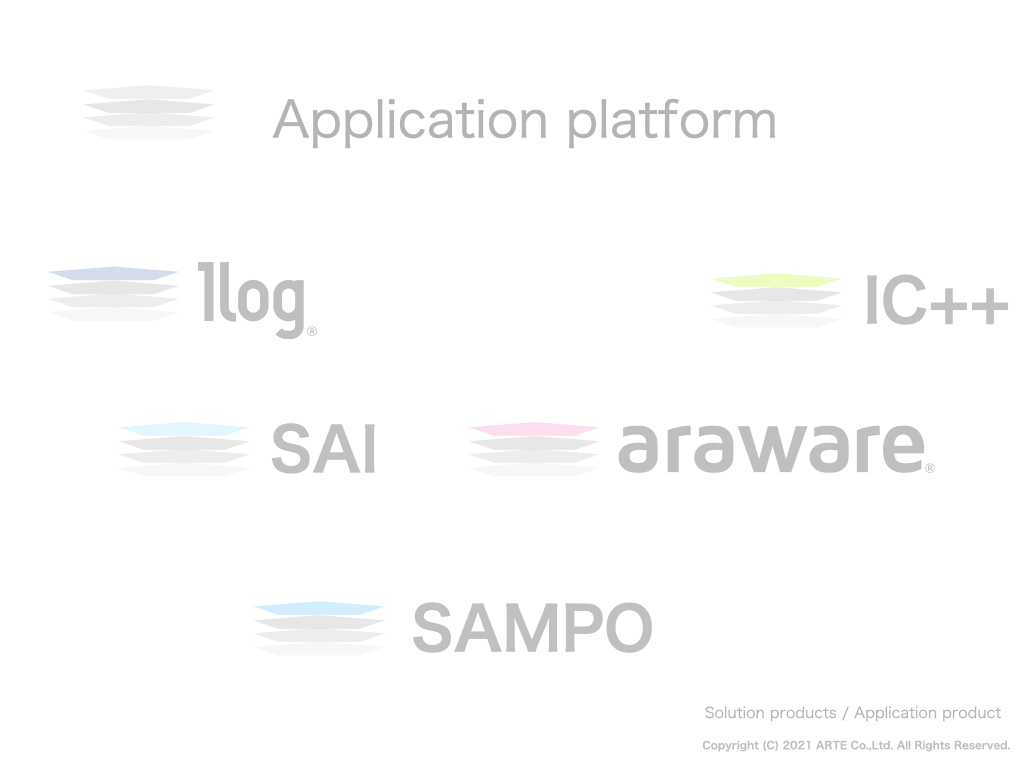 Application platform
1log®
IC++
SAI
araware®
SAMPO
Solution products / Application product
Copyright (C) 2021 ARTE Co.,Ltd. All Rights Reserved.